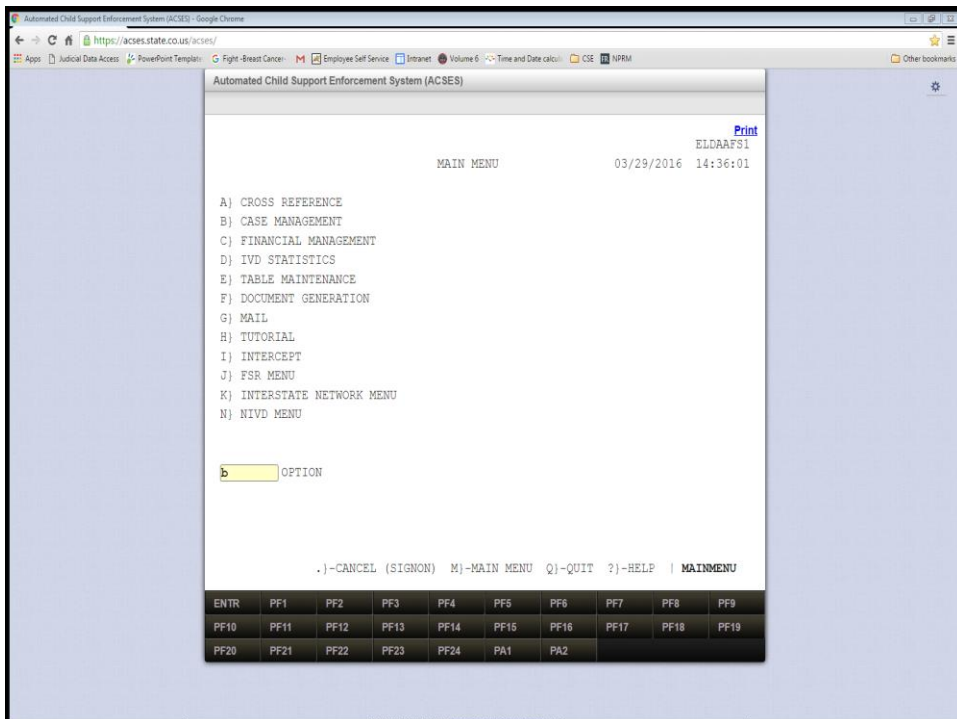 Automated Child Support Enforcement System (ACSES) - Google Chrome
https://acses.state.co.us/acses/
Apps Judicial Data Access PowerPoint Templat G Fight -Breast Cancer- M Employee Self Service Intranet Volume 6 Time and Date calcul CSE NPRM Other bookmarks
Automated Child Support Enforcement System (ACSES)
Print
ELDAAFS1
MAIN MENU 03/29/2016 14:36:01
A} CROSS REFERENCE
B} CASE MANAGEMENT
C} FINANCIAL MANAGEMENT
D} IVD STATISTICS
E} TABLE MAINTENANCE
F} DOCUMENT GENERATION
G} MAIL
H} TUTORIAL
I} INTERCEPT
J} FSR MENU
K} INTERSTATE NETWORK MENU
N} NIVD MENU
b OPTION
.}-CANCEL (SIGNON) M}-MAIN MENU Q}-QUIT ?}-HELP | MAINMENU
ENTR PF1 PF2 PF3 PF4 PF5 PF6 PF7 PF8 PF9
PF10 PF11 PF12 PF13 PF14 PF15 PF16 PF17 PF18 PF19
PF20 PF21 PF22 PF23 PF24 PA1 PA2